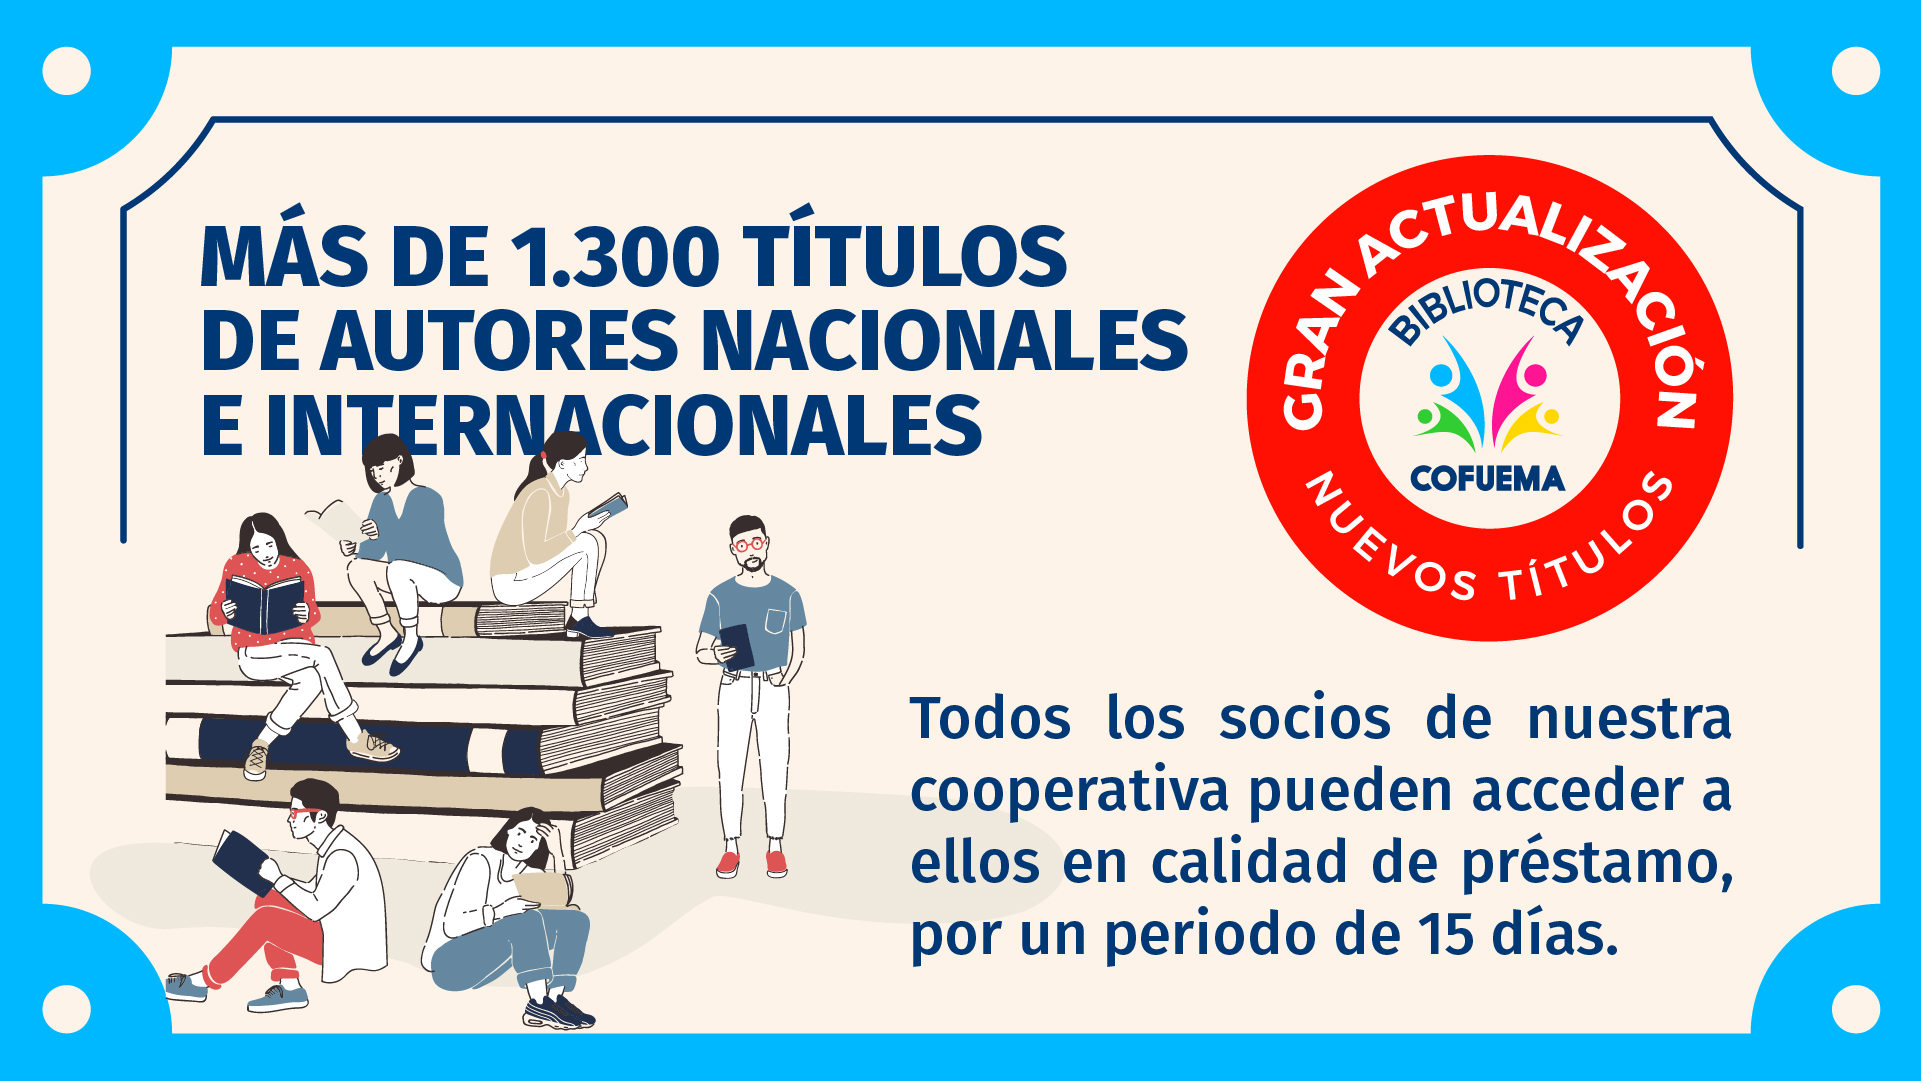 MÁS DE 1.300 TÍTULOS
DE AUTORES NACIONALES
E INTERNACIONALES
GRAN ACTUALIZACIÓN
BIBLIOTECA
COFUEMA
NUEVOS TÍTULOS
Todos los socios de nuestra
cooperativa pueden acceder a
ellos en calidad de préstamo,
por un periodo de 15 días.